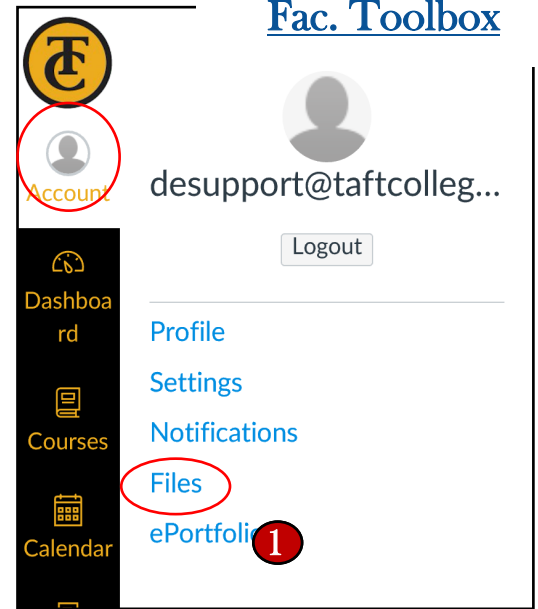 Fac. Toolbox
TC
Account
desupport@taftcolleg...
Logout
Dashboa
rd
Profile
Settings
Courses
Notifications
Files
Calendar
ePortfoli
1